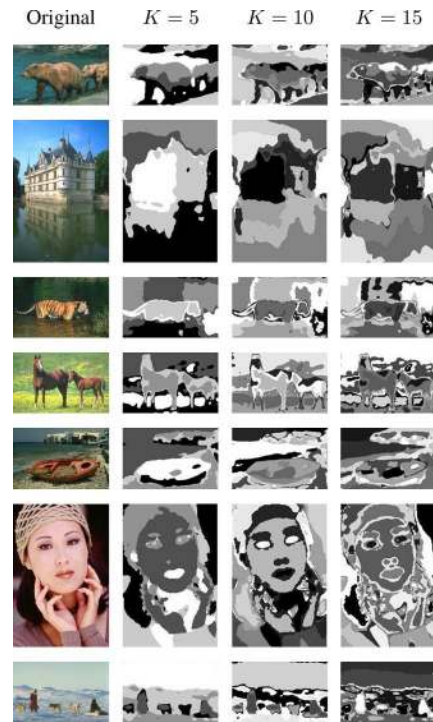 Original K = 5 K = 10 K = 15